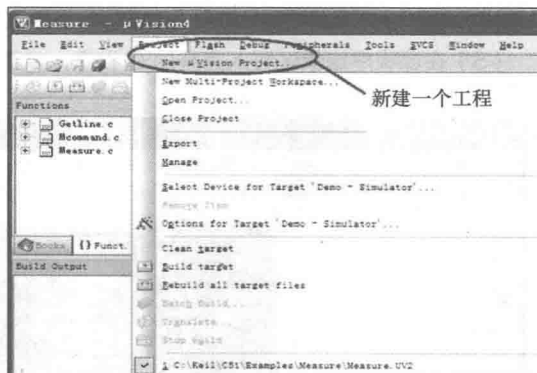 Measure - µVision4
File Edit View Project Flash Debug Peripherals Tools SVCS Window Help
New µVision Project...
New Multi-Project Workspace...
Open Project...
Close Project
新建一个工程
Functions
Getline.c
Mcommand.c
Measure.c
Export
Manage
Select Device for Target 'Demo - Simulator'...
Remove Item
Options for Target 'Demo - Simulator'...
Books {} Funct.
Clean target
Build Output
Build target
Rebuild all target files
Batch Build...
Translate...
Stop build
1 C:\Keil\C51\Examples\Measure\Measure.UV2